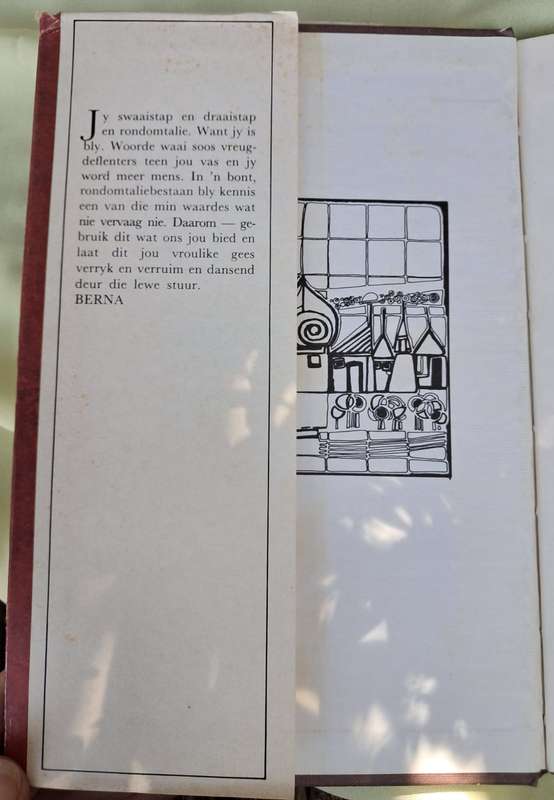 Jy swaaistap en draaistap
en rondomtalie. Want jy is
bly. Woorde waai soos vreug-
deflenters teen jou vas en jy
word meer mens. In 'n bont,
rondomtaliebestaan bly kennis
een van die min waardes wat
nie vervaag nie. Daarom — ge-
bruik dit wat ons jou bied en
laat dit jou vroulike gees
verryk en verruim en dansend
deur die lewe stuur.
BERNA